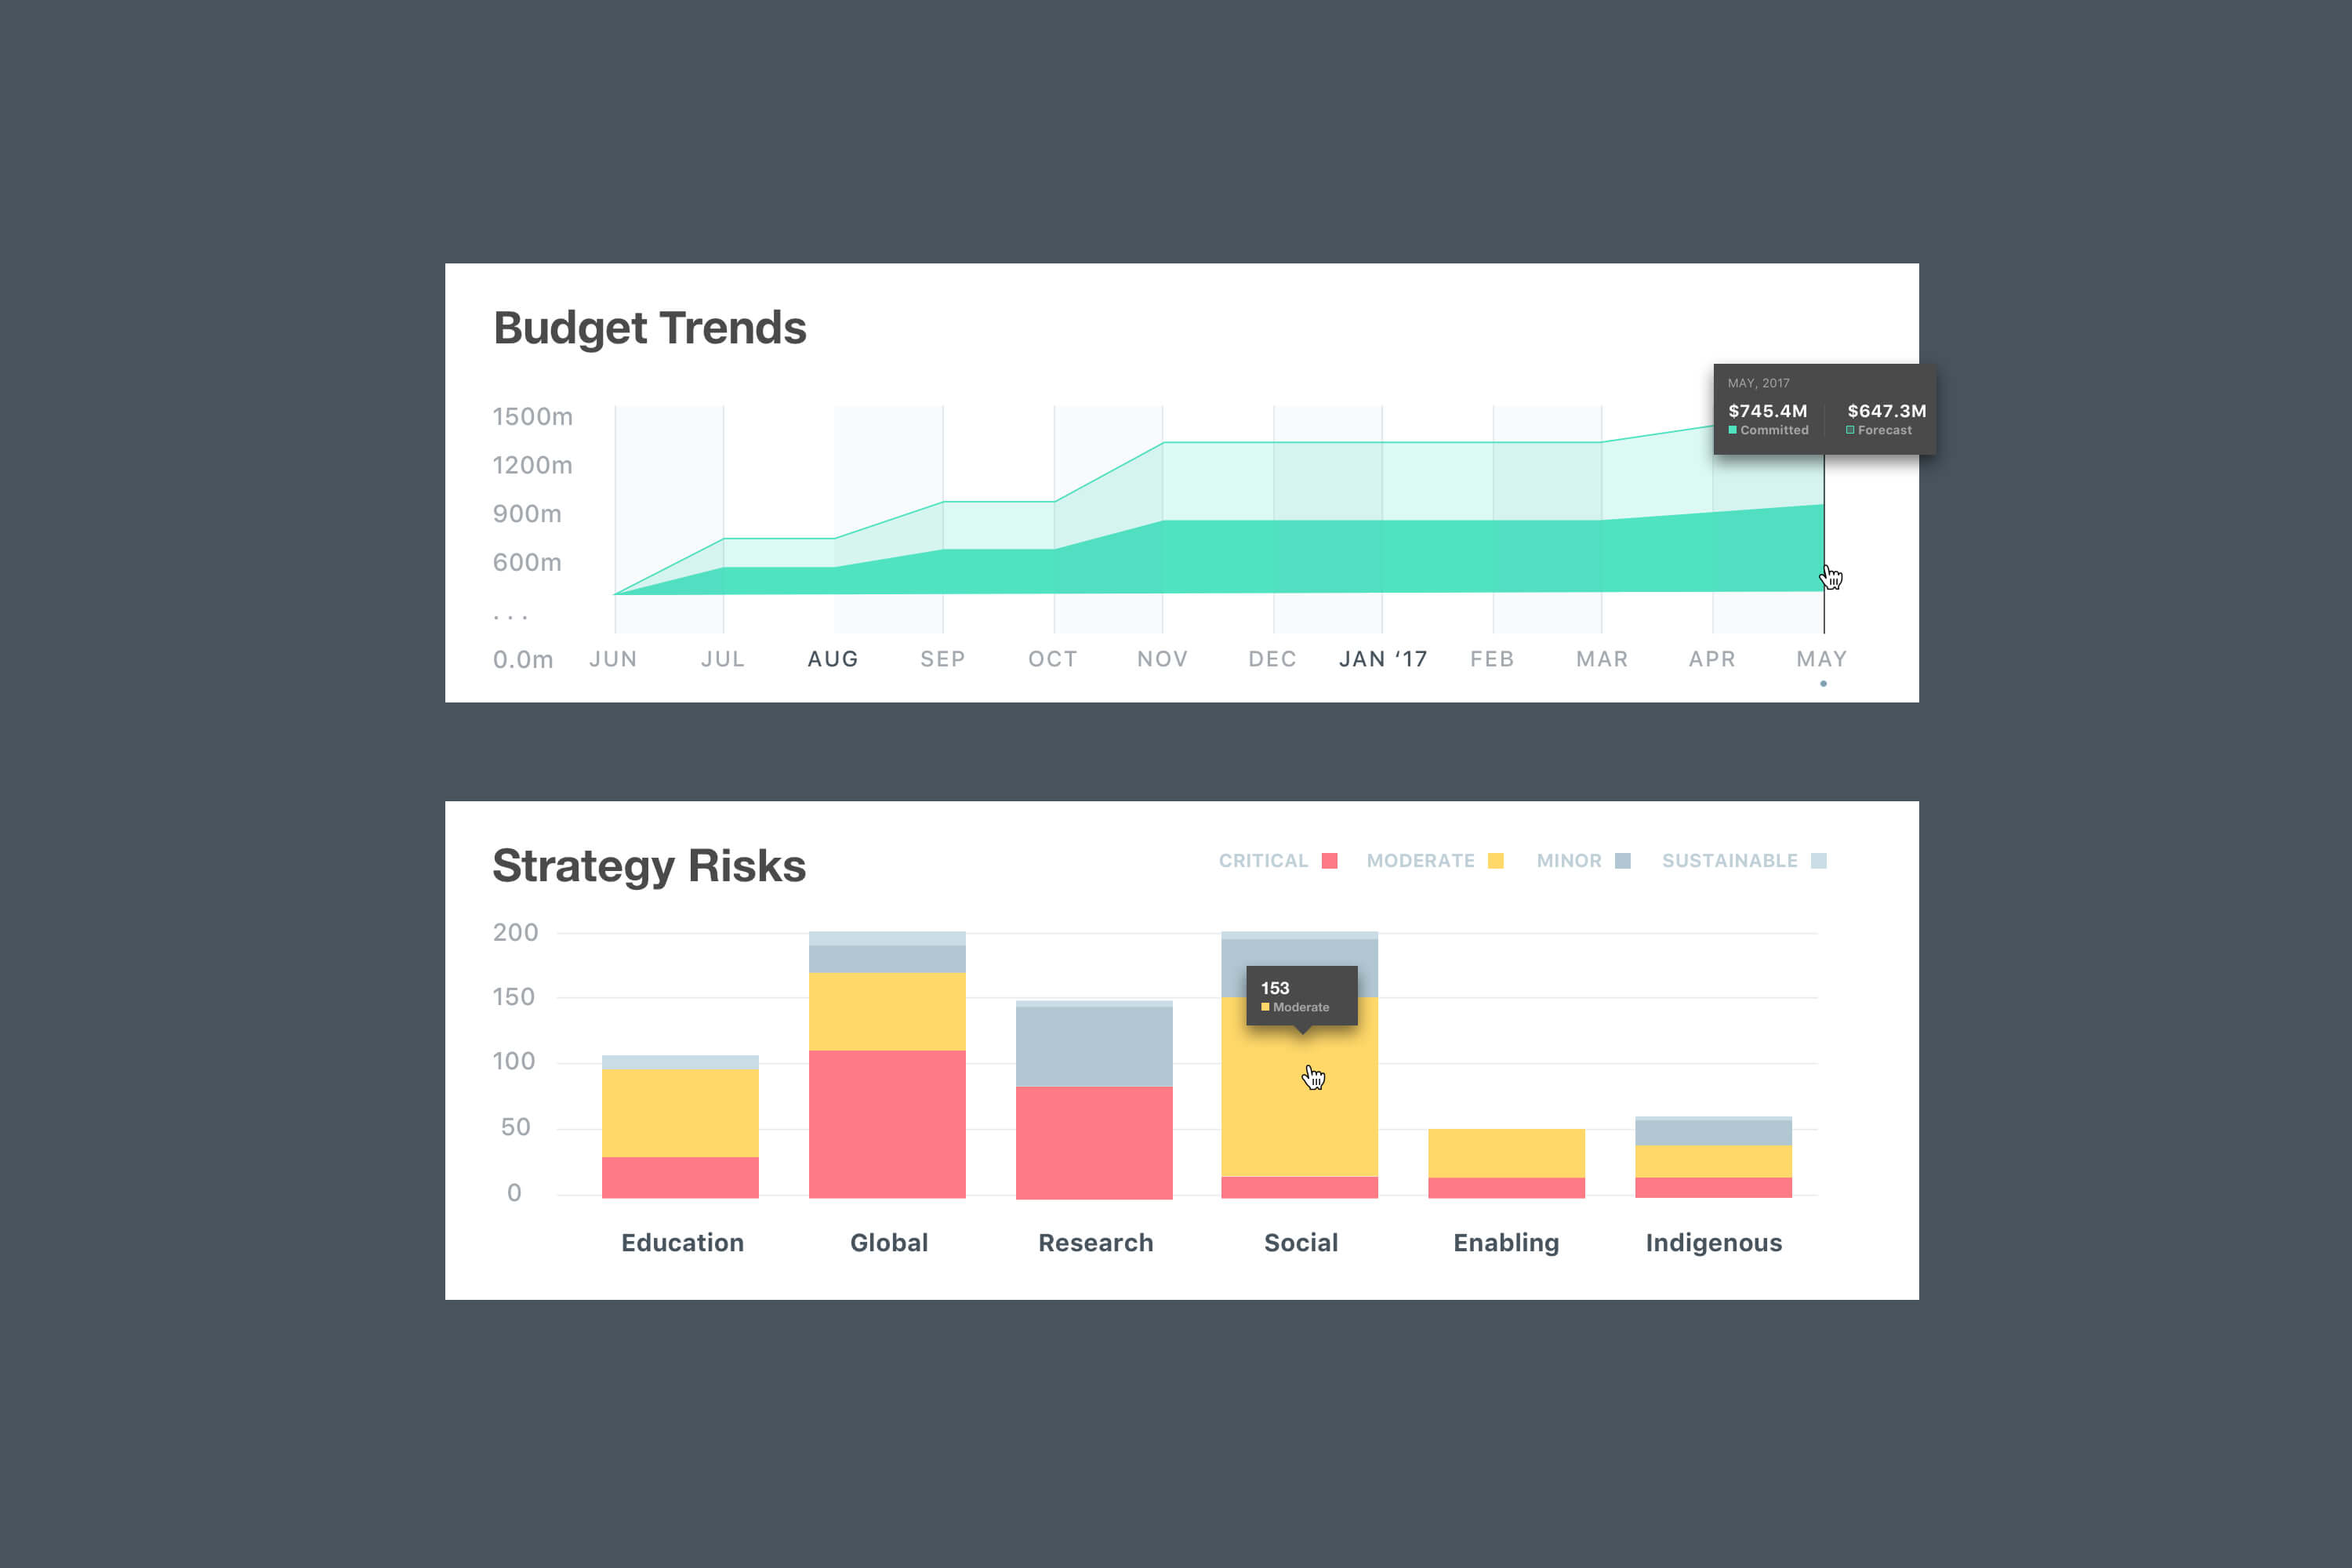 Budget Trends
1500m
1200m
900m
600m
...
0.0m
JUN JUL AUG SEP OCT NOV DEC JAN ‘17 FEB MAR APR MAY
MAY, 2017
$745.4M $647.3M
Committed Forecast
Strategy Risks
CRITICAL MODERATE MINOR SUSTAINABLE
200
150
100
50
0
153
Moderate
Education Global Research Social Enabling Indigenous